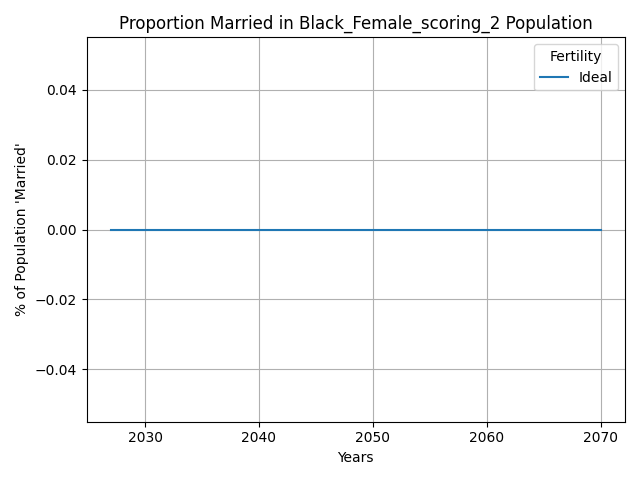 Proportion Married in Black_Female_scoring_2 Population
Fertility
Ideal
0.04
0.02
0.00
−0.02
−0.04
% of Population 'Married'
2030 2040 2050 2060 2070
Years